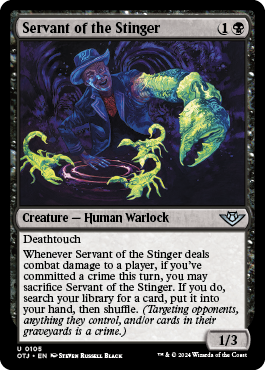 Servant of the Stinger 1
Creature — Human Warlock
Deathtouch
Whenever Servant of the Stinger deals
combat damage to a player, if you've
committed a crime this turn, you may
sacrifice Servant of the Stinger. If you do,
search your library for a card, put it into
your hand, then shuffle. (Targeting opponents,
anything they control, and/or cards in
their graveyards is a crime.)
1/3
U 0105
OTJ • EN Steven Russell Black
™ & © 2024 Wizards of the Coast